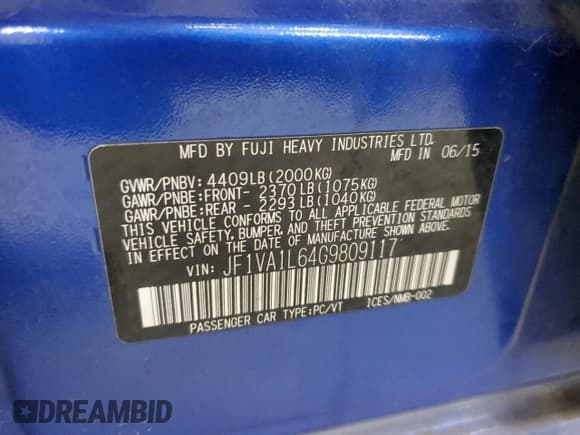 MFD BY FUJI HEAVY INDUSTRIES LTD.
MFD IN 06/15
GVWR/PNBV: 4409LB (2000KG)
GAWR/PNBE:FRONT- 2370LB (1075KG)
GAWR/PNBE:REAR - 2293LB (1040KG)
THIS VEHICLE CONFORMS TO ALL APPLICABLE FEDERAL MOTOR
VEHICLE SAFETY, BUMPER, AND THEFT PREVENTION STANDARDS
IN EFFECT ON THE DATE OF MANUFACTURE SHOWN ABOVE.
VIN: JF1VA1L64G9809117
PASSENGER CAR TYPE:PC/VT ICES/NMB-002
DREAMBID